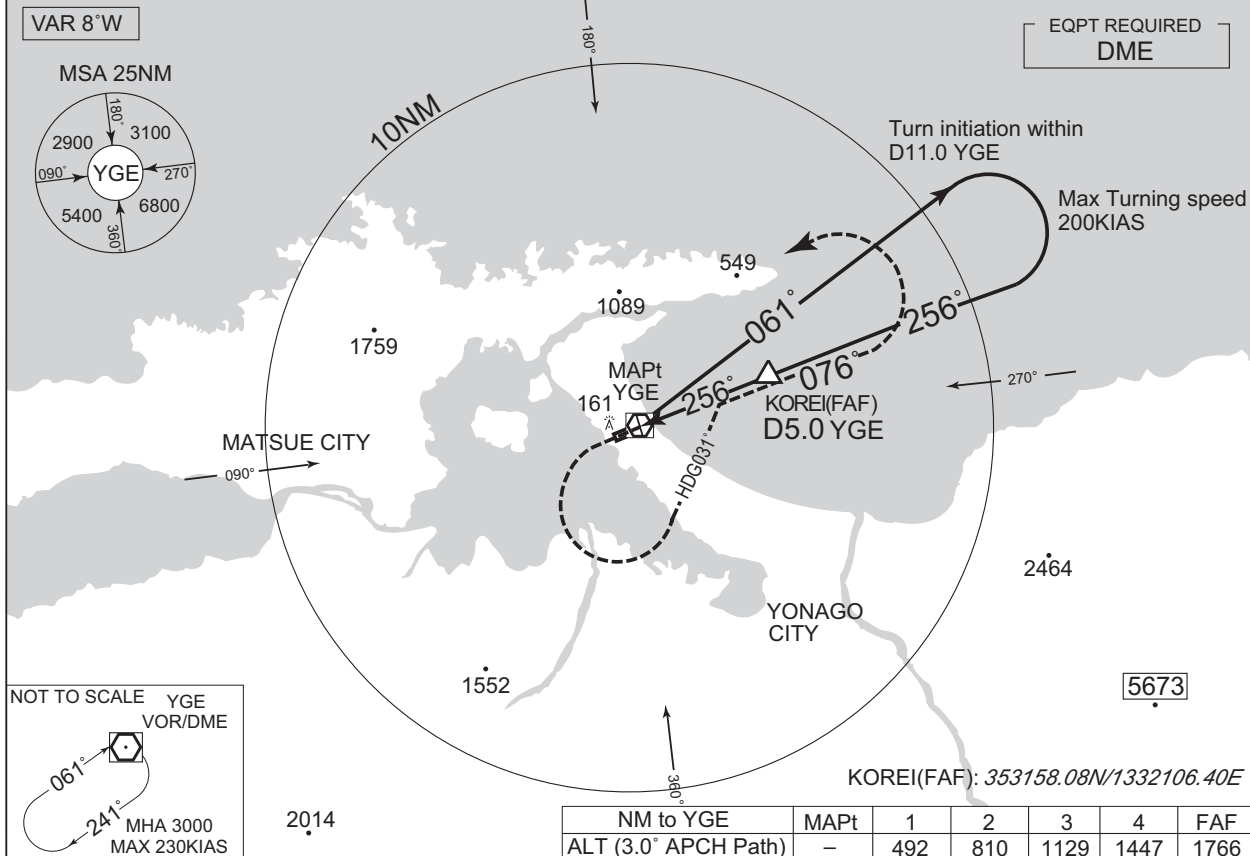 VAR 8°W
EQPT REQUIRED
DME
MSA 25NM
180°
2900
3100
090°
YGE
270°
5400
6800
360°
180°
10NM
Turn initiation within
D11.0 YGE
Max Turning speed
200KIAS
549
1089
1759
061°
256°
076°
256°
MAPt
YGE
161
KOREI(FAF)
D5.0 YGE
270°
MATSUE CITY
090°
HDG031°
2464
YONAGO
CITY
1552
5673
360°
NOT TO SCALE
YGE
VOR/DME
061°
241°
MHA 3000
MAX 230KIAS
2014
KOREI(FAF): 353158.08N/1332106.40E
NM to YGE MAPt 1 2 3 4 FAF
ALT (3.0° APCH Path) – 492 810 1129 1447 1766